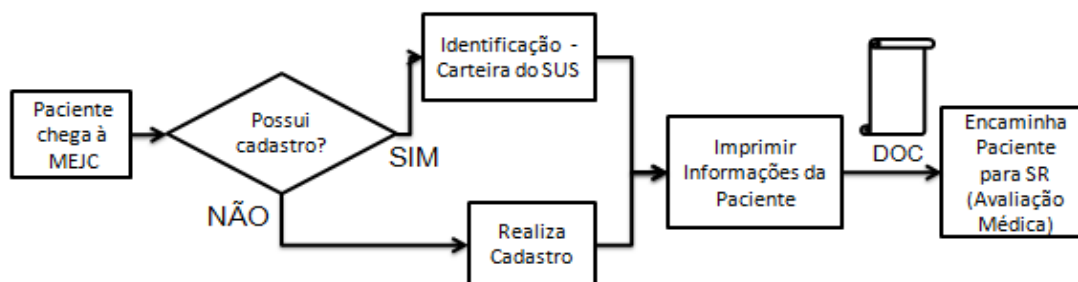 Paciente
chega à
MEJC
Possui
cadastro?
SIM
NÃO
Identificação -
Carteira do SUS
Realiza
Cadastro
Imprimir
Informações da
Paciente
DOC
Encaminha
Paciente
para SR
(Avaliação
Médica)